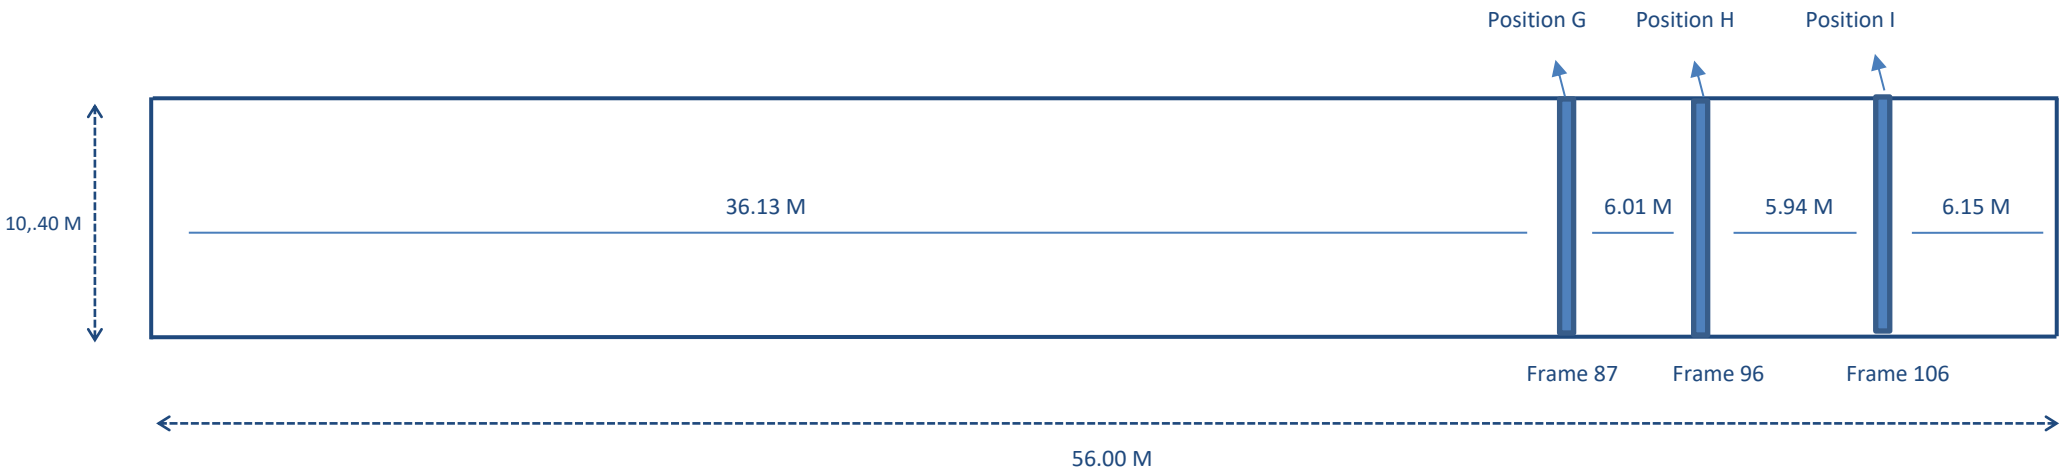 Position G
Position H
Position I
36.13 M
6.01 M
5.94 M
6.15 M
10,.40 M
Frame 87
Frame 96
Frame 106
56.00 M